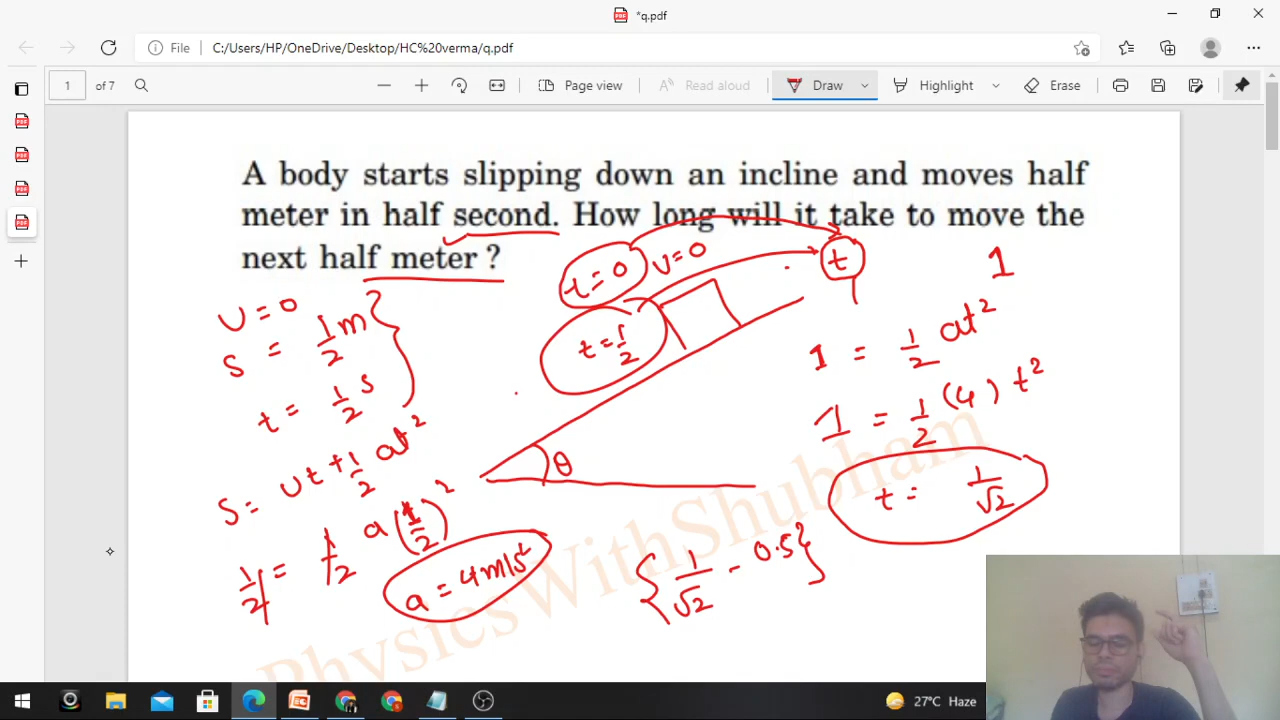 *q.pdf
File C:/Users/HP/OneDrive/Desktop/HC%20verma/q.pdf
1 of 7 Page view Read aloud Draw Highlight Erase
A body starts slipping down an incline and moves half
meter in half second. How long will it take to move the
next half meter ?
t = 0 v = 0 t 1
t = 1/2
u = 0
s = 1/2 m
t = 1/2 s
s = ut + 1/2 at²
1/2 = 1/2 a (1/2)²
a = 4 m/s²
θ
1 = 1/2 at²
1 = 1/2 (4) t²
t = 1/√2
{ 1/√2 - 0.5 }
PhysicsWithShubham
27°C Haze